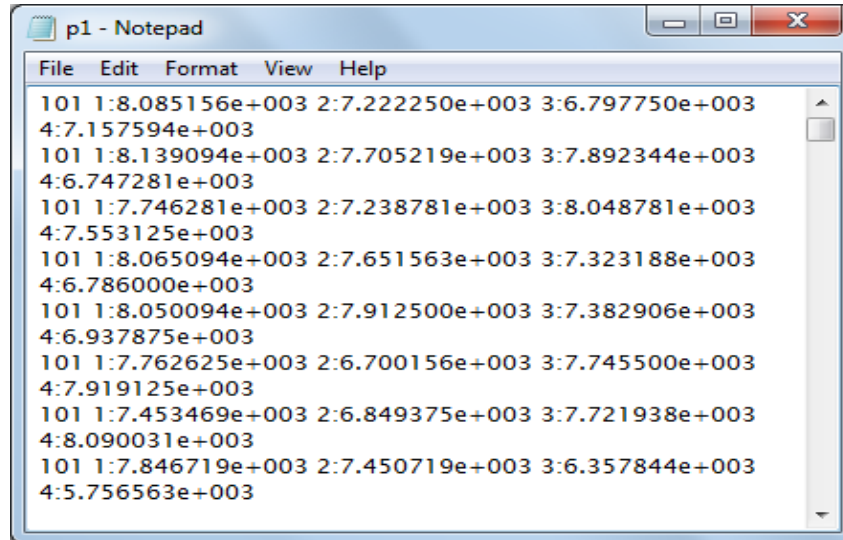 p1 - Notepad
File Edit Format View Help
101 1:8.085156e+003 2:7.222250e+003 3:6.797750e+003
4:7.157594e+003
101 1:8.139094e+003 2:7.705219e+003 3:7.892344e+003
4:6.747281e+003
101 1:7.746281e+003 2:7.238781e+003 3:8.048781e+003
4:7.553125e+003
101 1:8.065094e+003 2:7.651563e+003 3:7.323188e+003
4:6.786000e+003
101 1:8.050094e+003 2:7.912500e+003 3:7.382906e+003
4:6.937875e+003
101 1:7.762625e+003 2:6.700156e+003 3:7.745500e+003
4:7.919125e+003
101 1:7.453469e+003 2:6.849375e+003 3:7.721938e+003
4:8.090031e+003
101 1:7.846719e+003 2:7.450719e+003 3:6.357844e+003
4:5.756563e+003